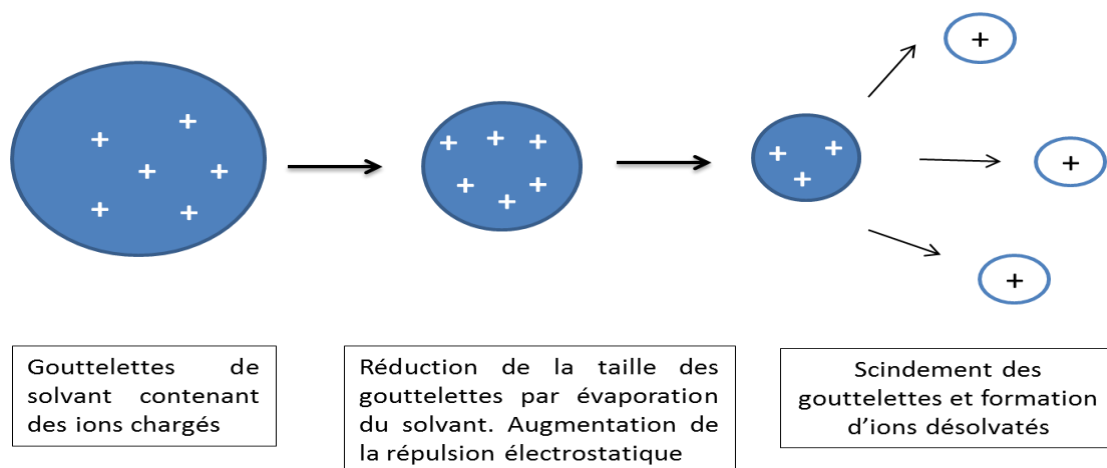 + + + + + +
+ + + + + +
+ + +
+
+
+
Gouttelettes de
solvant contenant
des ions chargés
Réduction de la taille des
gouttelettes par évaporation
du solvant. Augmentation de
la répulsion électrostatique
Scindement des
gouttelettes et formation
d’ions désolvatés